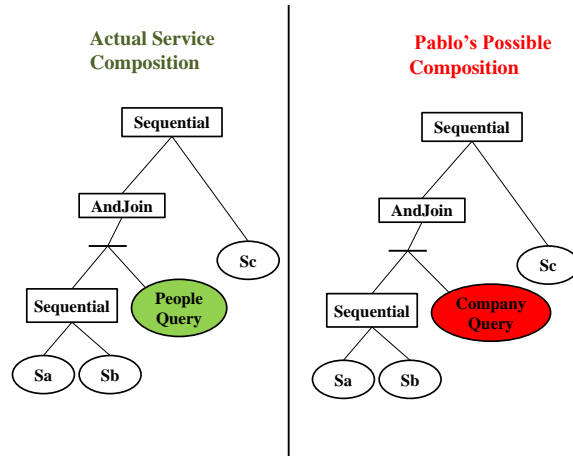 Actual Service
Composition
Sequential
AndJoin
Sc
Sequential
People
Query
Sa
Sb
Pablo's Possible
Composition
Sequential
AndJoin
Sc
Sequential
Company
Query
Sa
Sb